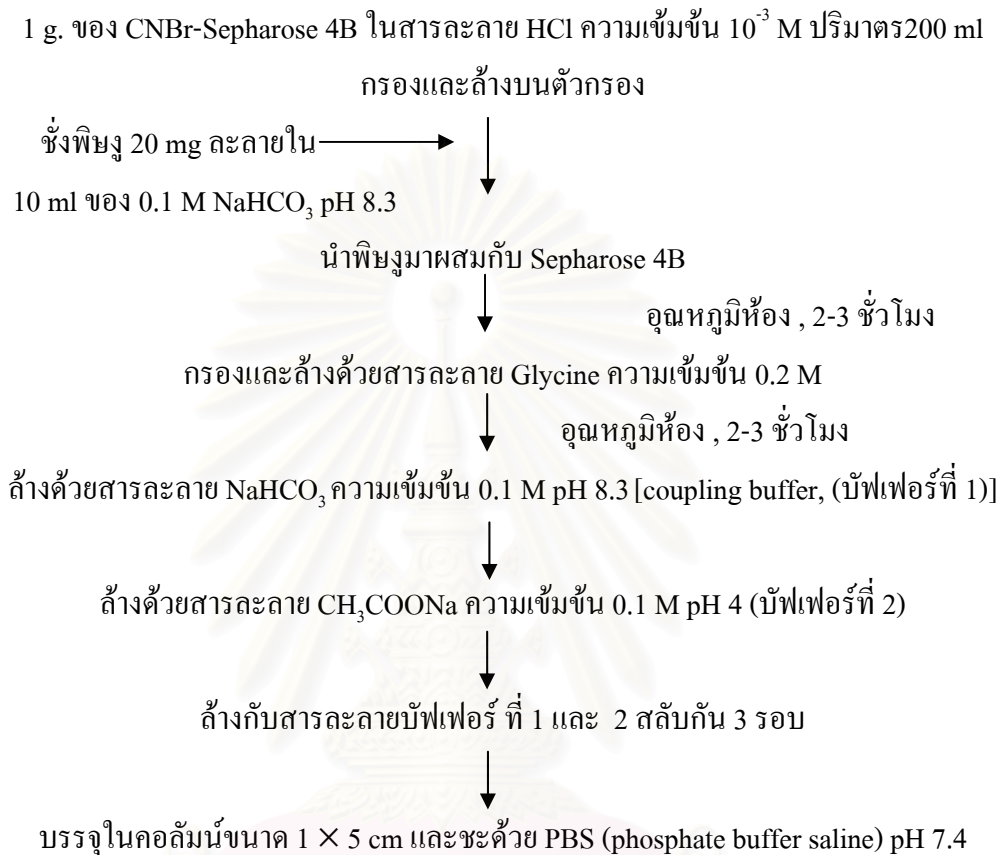 1 g. ของ CNBr-Sepharose 4B ในสารละลาย HCl ความเข้มข้น 10⁻³ M ปริมาตร200 ml
กรองและล้างบนตัวกรอง
ชั่งพิษงู 20 mg ละลายใน
10 ml ของ 0.1 M NaHCO₃ pH 8.3
นำพิษงูมาผสมกับ Sepharose 4B
อุณหภูมิห้อง , 2-3 ชั่วโมง
กรองและล้างด้วยสารละลาย Glycine ความเข้มข้น 0.2 M
อุณหภูมิห้อง , 2-3 ชั่วโมง
ล้างด้วยสารละลาย NaHCO₃ ความเข้มข้น 0.1 M pH 8.3 [coupling buffer, (บัฟเฟอร์ที่ 1)]
ล้างด้วยสารละลาย CH₃COONa ความเข้มข้น 0.1 M pH 4 (บัฟเฟอร์ที่ 2)
ล้างกับสารละลายบัฟเฟอร์ ที่ 1 และ 2 สลับกัน 3 รอบ
บรรจุในคอลัมน์ขนาด 1 × 5 cm และชะด้วย PBS (phosphate buffer saline) pH 7.4